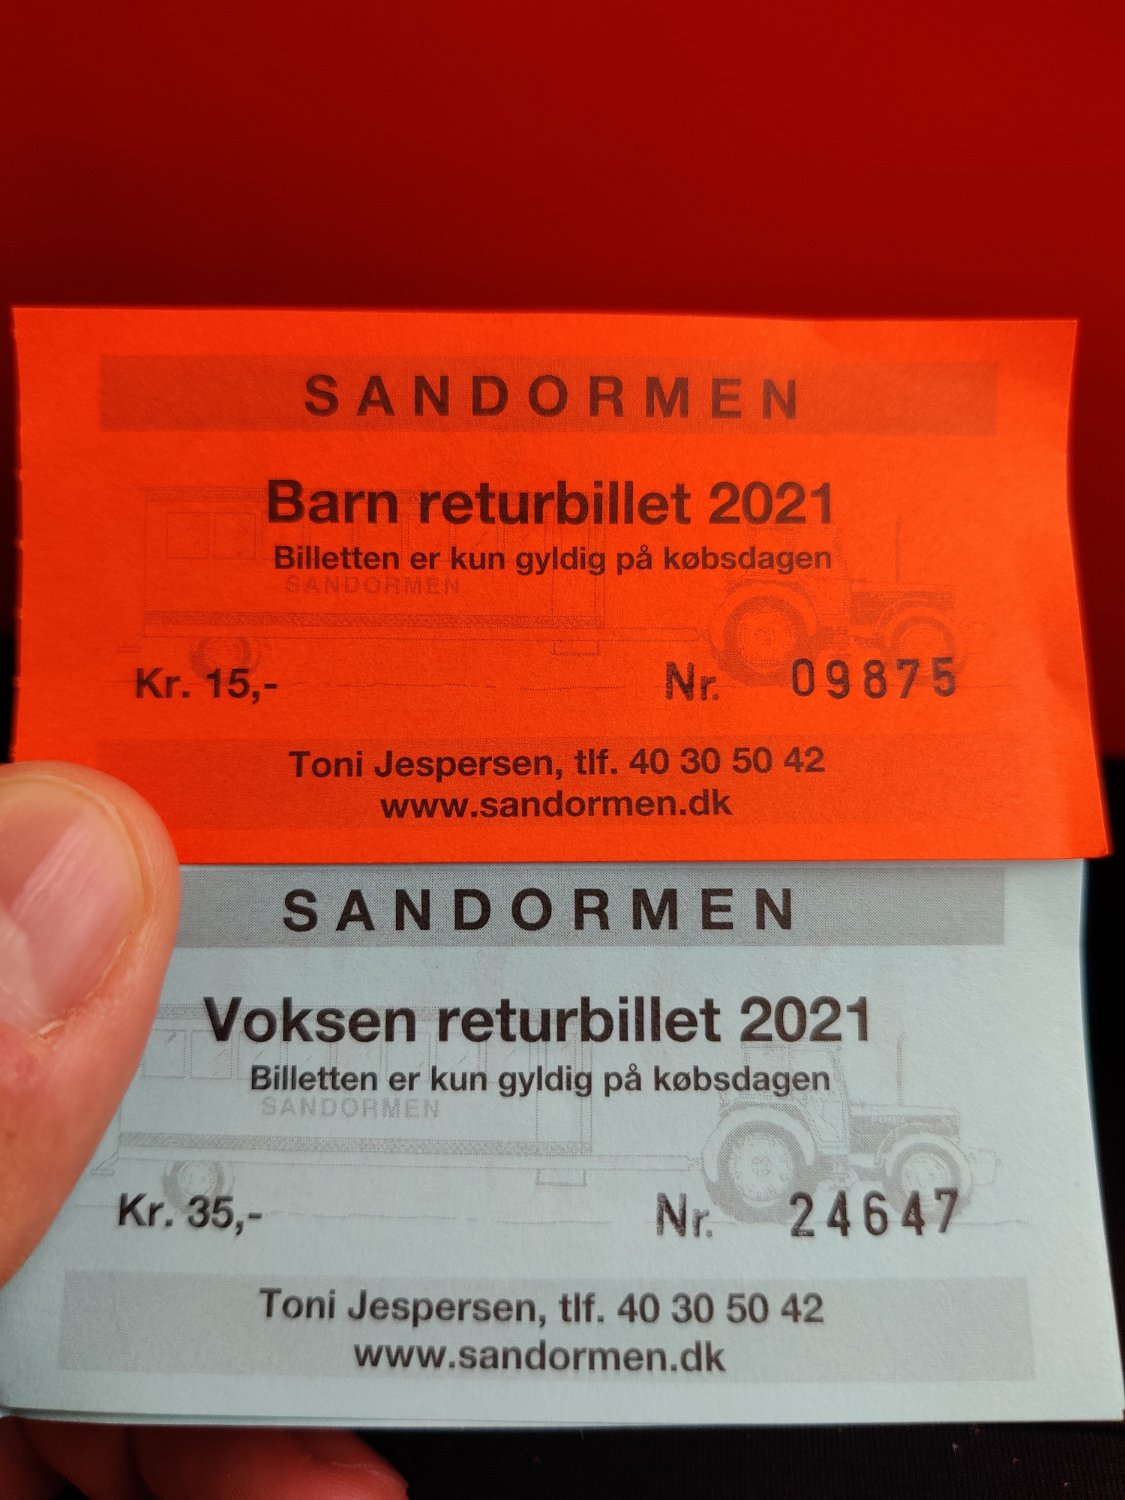 SANDORMEN
Barn returbillet 2021
Billetten er kun gyldig på købsdagen
SANDORMEN
Kr. 15,- Nr. 09875
Toni Jespersen, tlf. 40 30 50 42
www.sandormen.dk
SANDORMEN
Voksen returbillet 2021
Billetten er kun gyldig på købsdagen
SANDORMEN
Kr. 35,- Nr. 24647
Toni Jespersen, tlf. 40 30 50 42
www.sandormen.dk